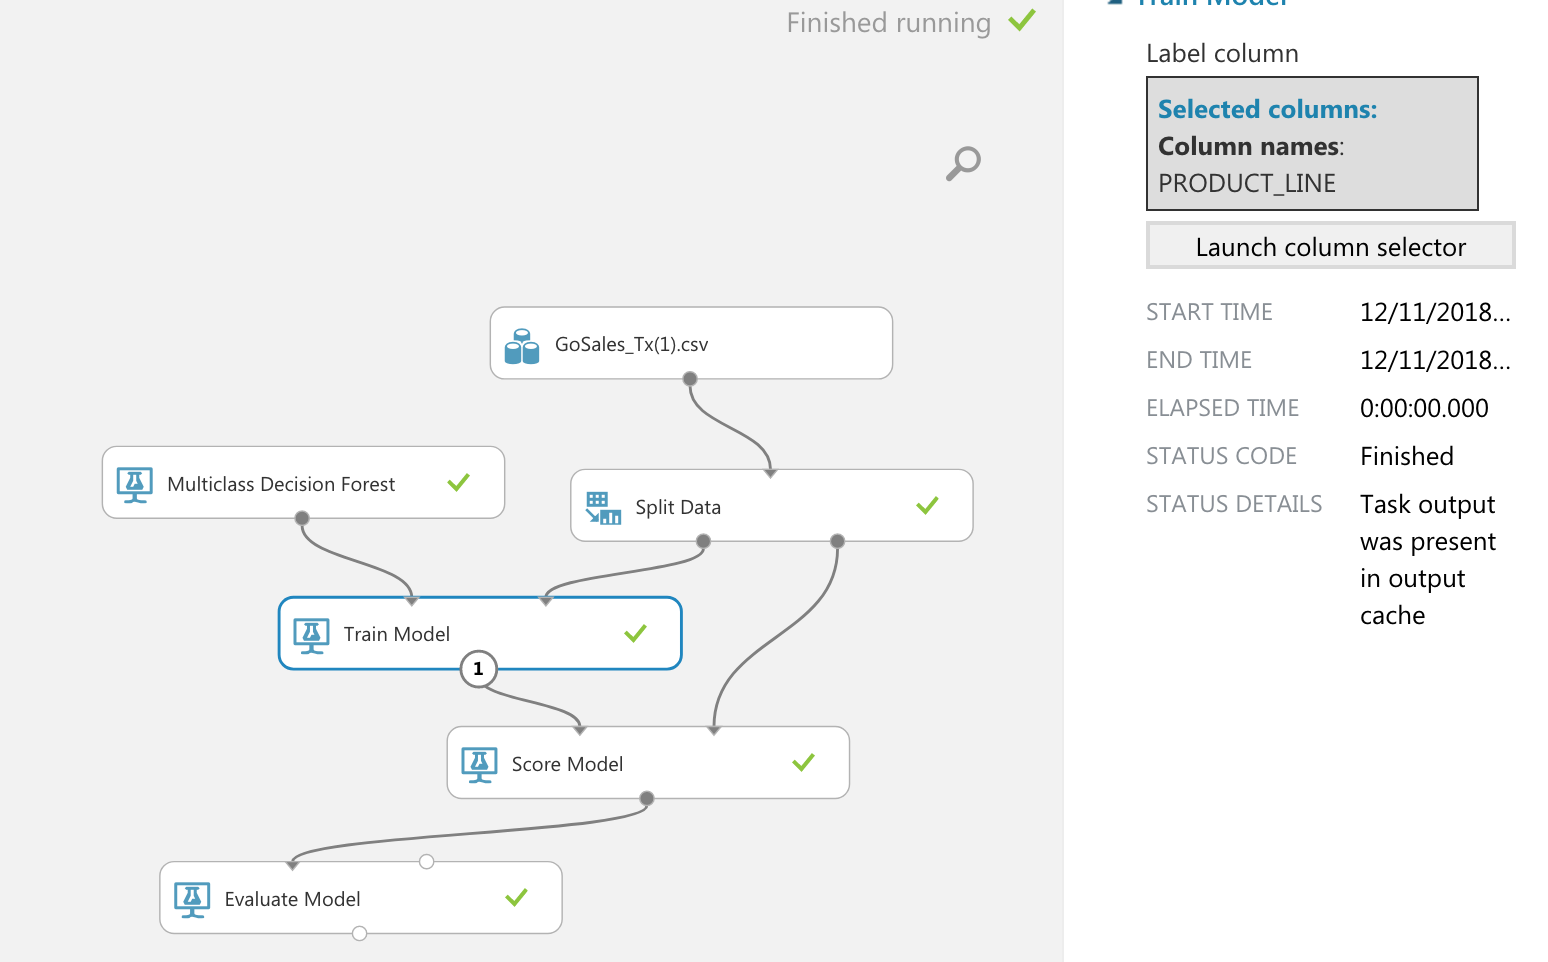 Finished running
GoSales_Tx(1).csv
Multiclass Decision Forest
Split Data
Train Model
1
Score Model
Evaluate Model
Train Model
Label column
Selected columns:
Column names:
PRODUCT_LINE
Launch column selector
START TIME 12/11/2018...
END TIME 12/11/2018...
ELAPSED TIME 0:00:00.000
STATUS CODE Finished
STATUS DETAILS Task output
was present
in output
cache